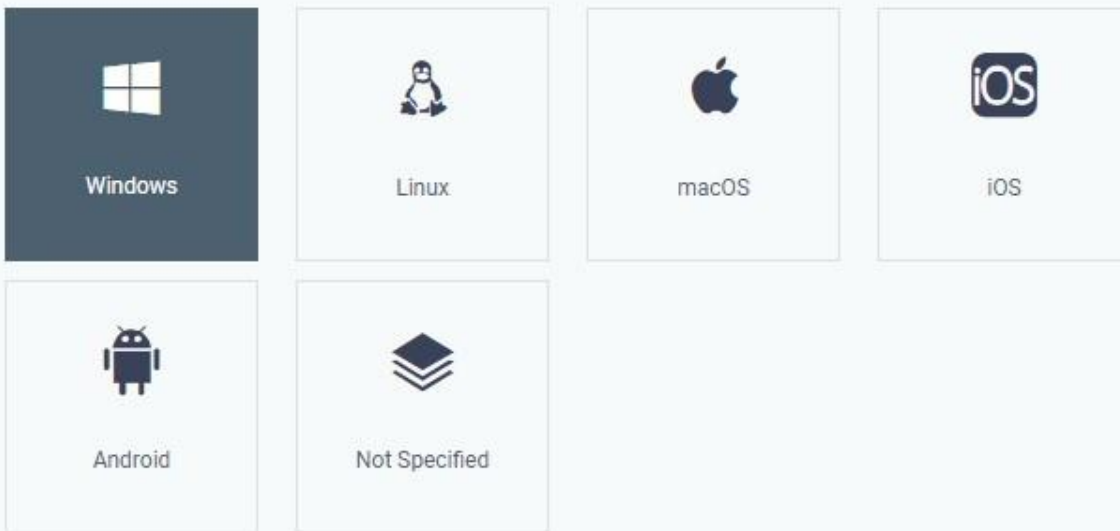 iOS
Windows
Linux
macOS
iOS
Android
Not Specified